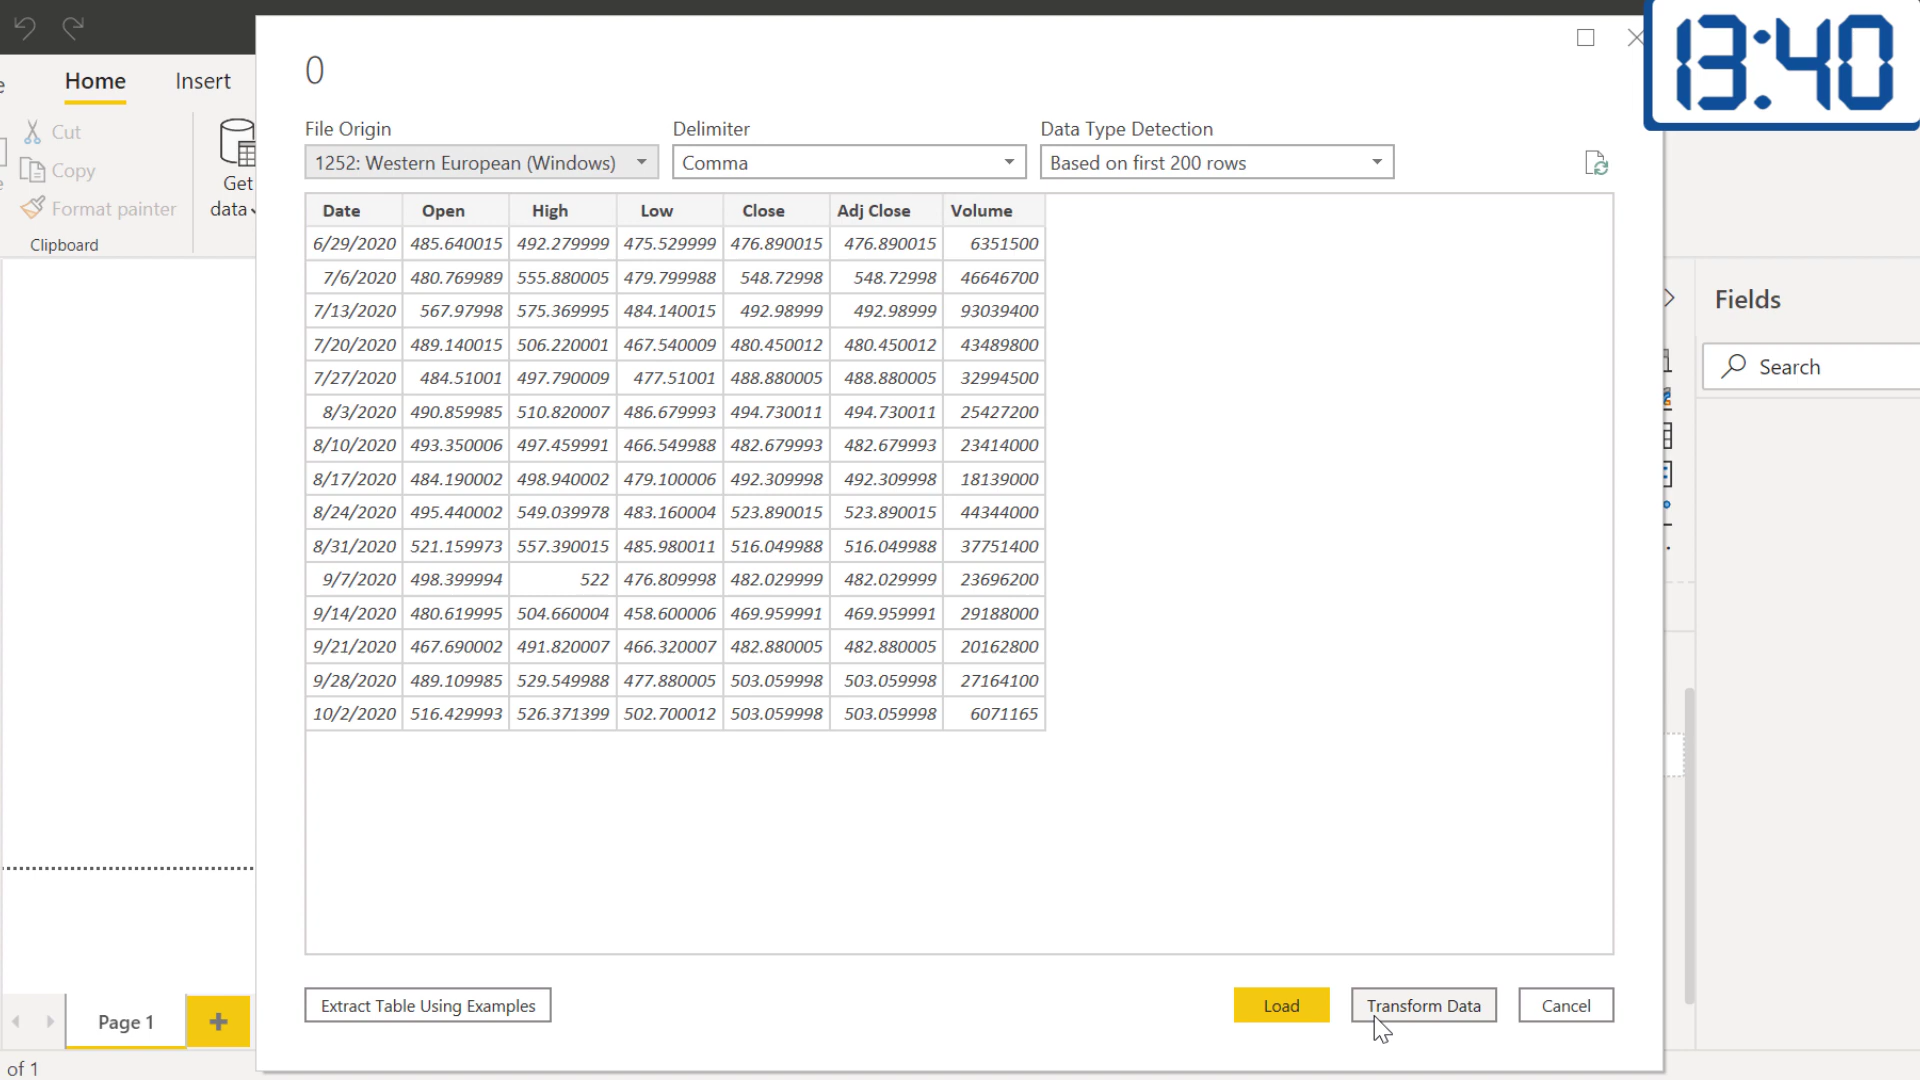 13:40
0
Home Insert
File Origin Delimiter Data Type Detection
Cut
1252: Western European (Windows) Comma Based on first 200 rows
Copy
Get
data
Format painter
Clipboard
Date Open High Low Close Adj Close Volume
6/29/2020 485.640015 492.279999 475.529999 476.890015 476.890015 6351500
7/6/2020 480.769989 555.880005 479.799988 548.72998 548.72998 46646700
7/13/2020 567.97998 575.369995 484.140015 492.98999 492.98999 93039400
7/20/2020 489.140015 506.220001 467.540009 480.450012 480.450012 43489800
7/27/2020 484.51001 497.790009 477.51001 488.880005 488.880005 32994500
8/3/2020 490.859985 510.820007 486.679993 494.730011 494.730011 25427200
8/10/2020 493.350006 497.459991 466.549988 482.679993 482.679993 23414000
8/17/2020 484.190002 498.940002 479.100006 492.309998 492.309998 18139000
8/24/2020 495.440002 549.039978 483.160004 523.890015 523.890015 44344000
8/31/2020 521.159973 557.390015 485.980011 516.049988 516.049988 37751400
9/7/2020 498.399994 522 476.809998 482.029999 482.029999 23696200
9/14/2020 480.619995 504.660004 458.600006 469.959991 469.959991 29188000
9/21/2020 467.690002 491.820007 466.320007 482.880005 482.880005 20162800
9/28/2020 489.109985 529.549988 477.880005 503.059998 503.059998 27164100
10/2/2020 516.429993 526.371399 502.700012 503.059998 503.059998 6071165
Fields
Search
Extract Table Using Examples Load Transform Data Cancel
Page 1
of 1